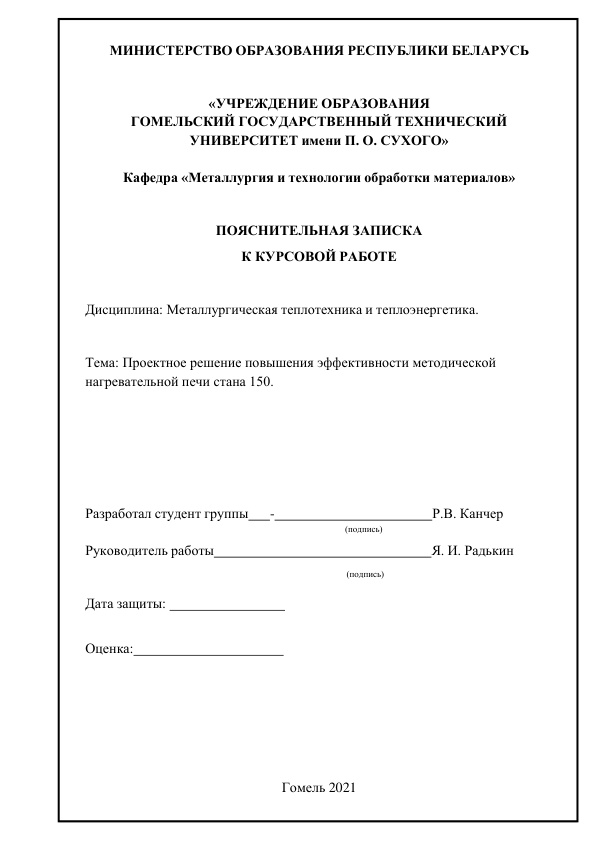 МИНИСТЕРСТВО ОБРАЗОВАНИЯ РЕСПУБЛИКИ БЕЛАРУСЬ
«УЧРЕЖДЕНИЕ ОБРАЗОВАНИЯ
ГОМЕЛЬСКИЙ ГОСУДАРСТВЕННЫЙ ТЕХНИЧЕСКИЙ
УНИВЕРСИТЕТ имени П. О. СУХОГО»
Кафедра «Металлургия и технологии обработки материалов»
ПОЯСНИТЕЛЬНАЯ ЗАПИСКА
К КУРСОВОЙ РАБОТЕ
Дисциплина: Металлургическая теплотехника и теплоэнергетика.
Тема: Проектное решение повышения эффективности методической
нагревательной печи стана 150.
Разработал студент группы___-______________________Р.В. Канчер
(подпись)
Руководитель работы_______________________________Я. И. Радькин
(подпись)
Дата защиты: ________________
Оценка:_____________________
Гомель 2021